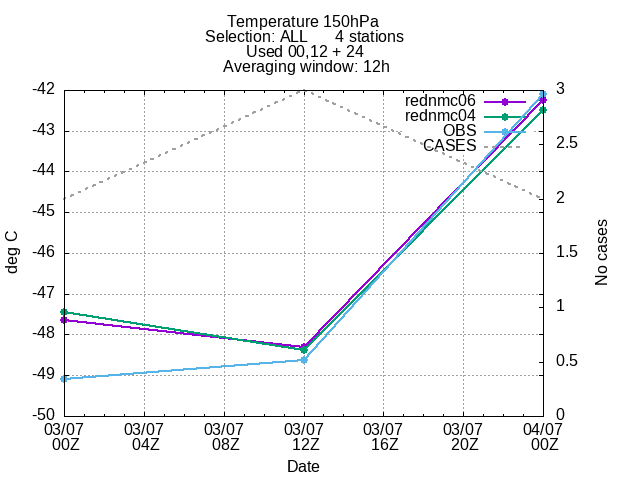 Temperature 150hPa
Selection: ALL 4 stations
Used 00,12 + 24
Averaging window: 12h
-42 3
rednmc06
rednmc04
-43
OBS
2.5
CASES
-44
-45 2
-46 1.5
deg C
No cases
-47 1
-48
-49 0.5
-50 0
03/07 03/07 03/07 03/07 03/07 03/07 04/07
00Z 04Z 08Z 12Z 16Z 20Z 00Z
Date